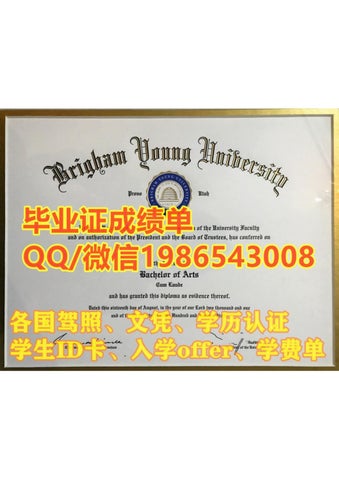 Brigham Young University
Provo Utah
毕业证成绩单
of the University Faculty
and on authorization of the President and the Board of Trustees, has conferred on
QQ/微信1986543008
the
Bachelor of Arts
Cum Laude
and has granted this diploma as evidence thereof.
Dated this sixteenth day of August, in the year of our Lord two thousand and
各国驾照、文凭、学历认证
and of Hundred and
学生ID卡、入学offer、学费单